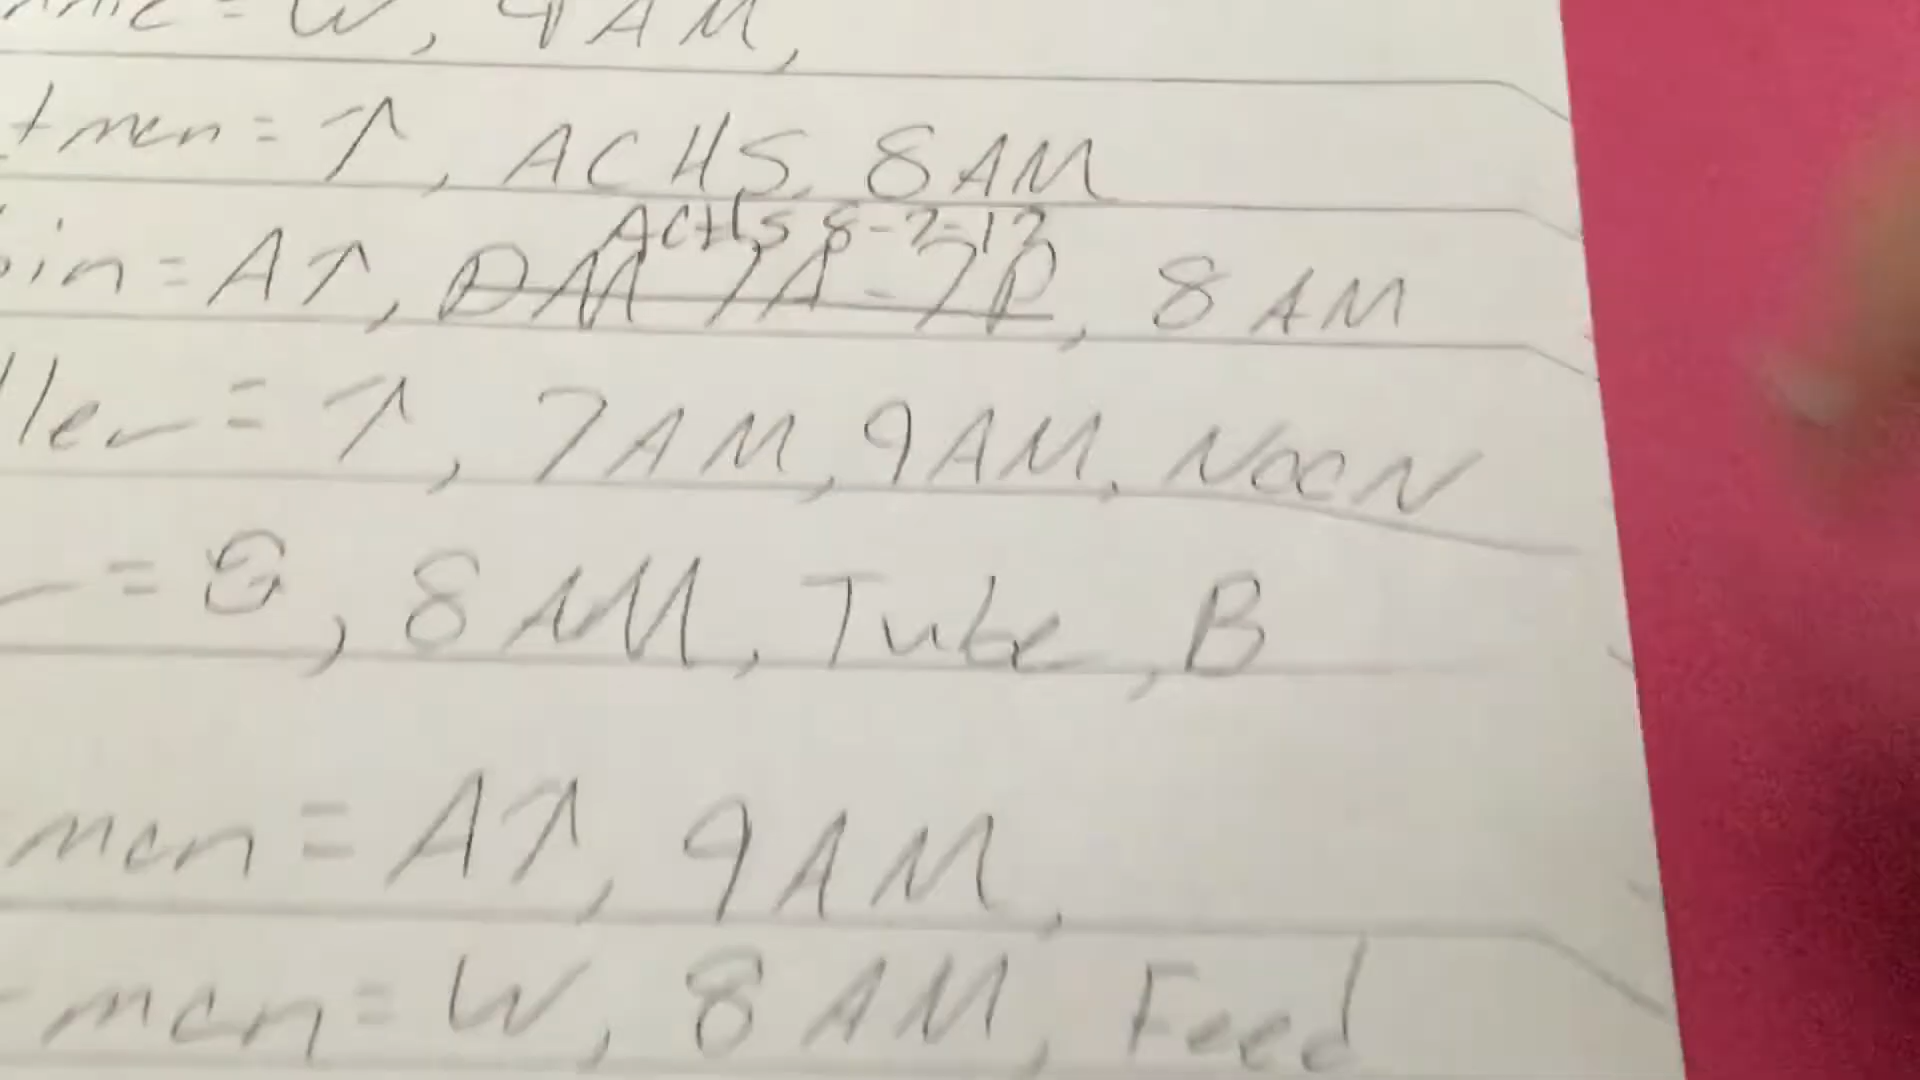 = W, 9 AM,
tmen = ↑, ACHS, 8 AM
ACHS 8-2-12
in = A↑, DM 7A-7P, 8 AM
ller = ↑, 7 AM, 9 AM, NOON
= 8 AM, Tube, B
men = A↑, 9 AM,
men = W, 8 AM, Feed